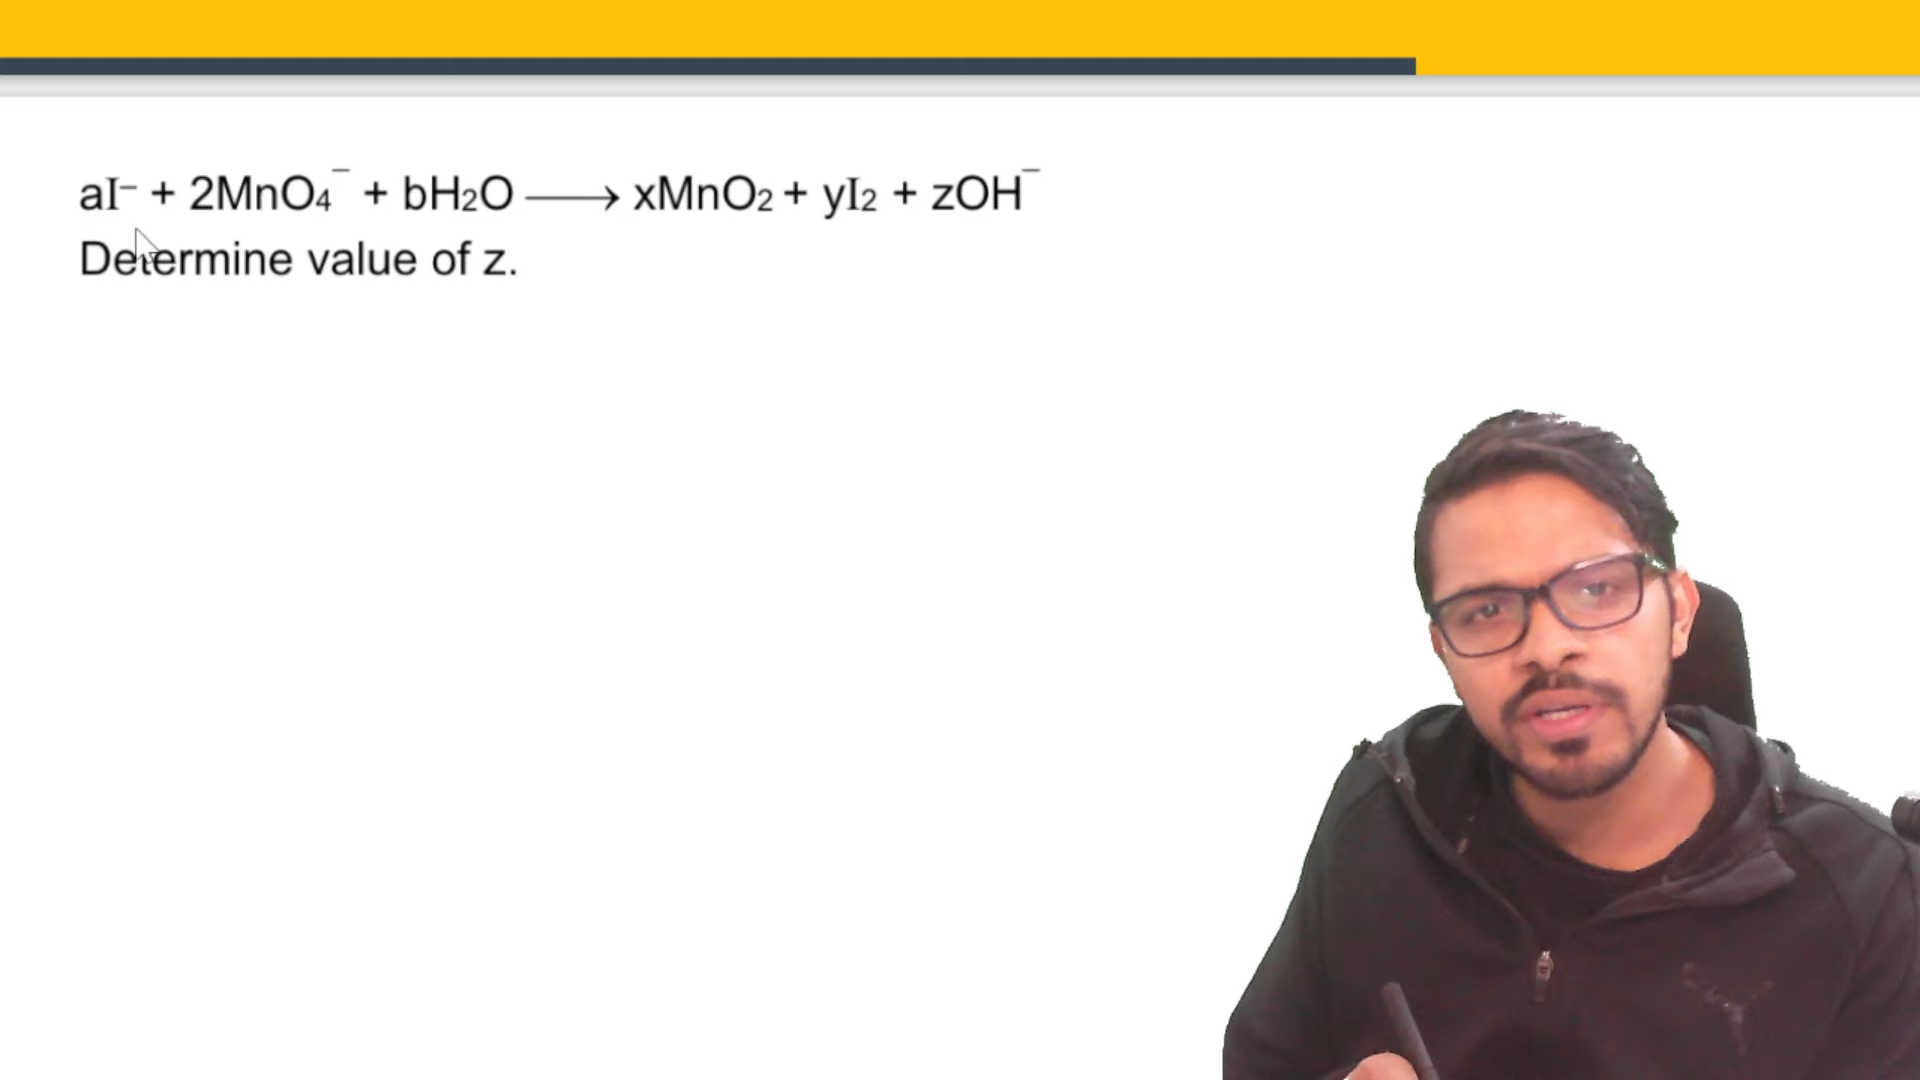 aI⁻ + 2MnO₄⁻ + bH₂O ⟶ xMnO₂ + yI₂ + zOH⁻
Determine value of z.